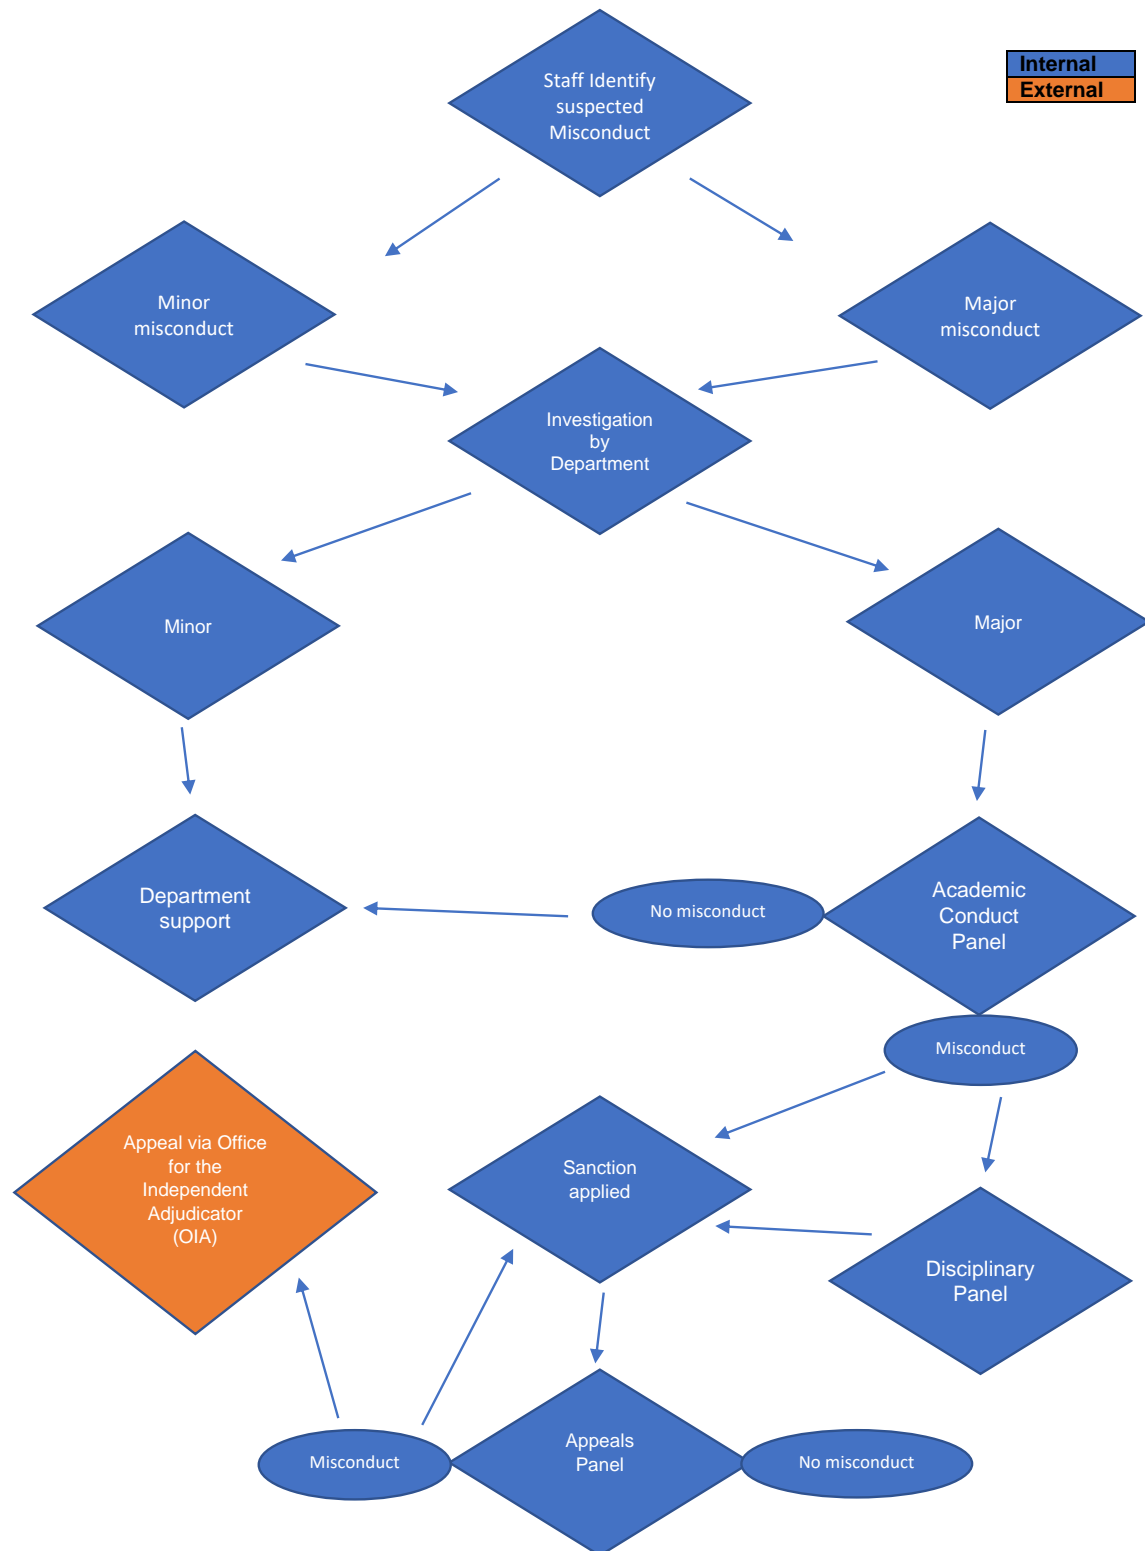 Staff Identify
suspected
Misconduct
Internal
External
Minor
misconduct
Major
misconduct
Investigation
by
Department
Minor
Major
Department
support
No misconduct
Academic
Conduct
Panel
Misconduct
Appeal via Office
for the
Independent
Adjudicator
(OIA)
Sanction
applied
Disciplinary
Panel
Misconduct
Appeals
Panel
No misconduct